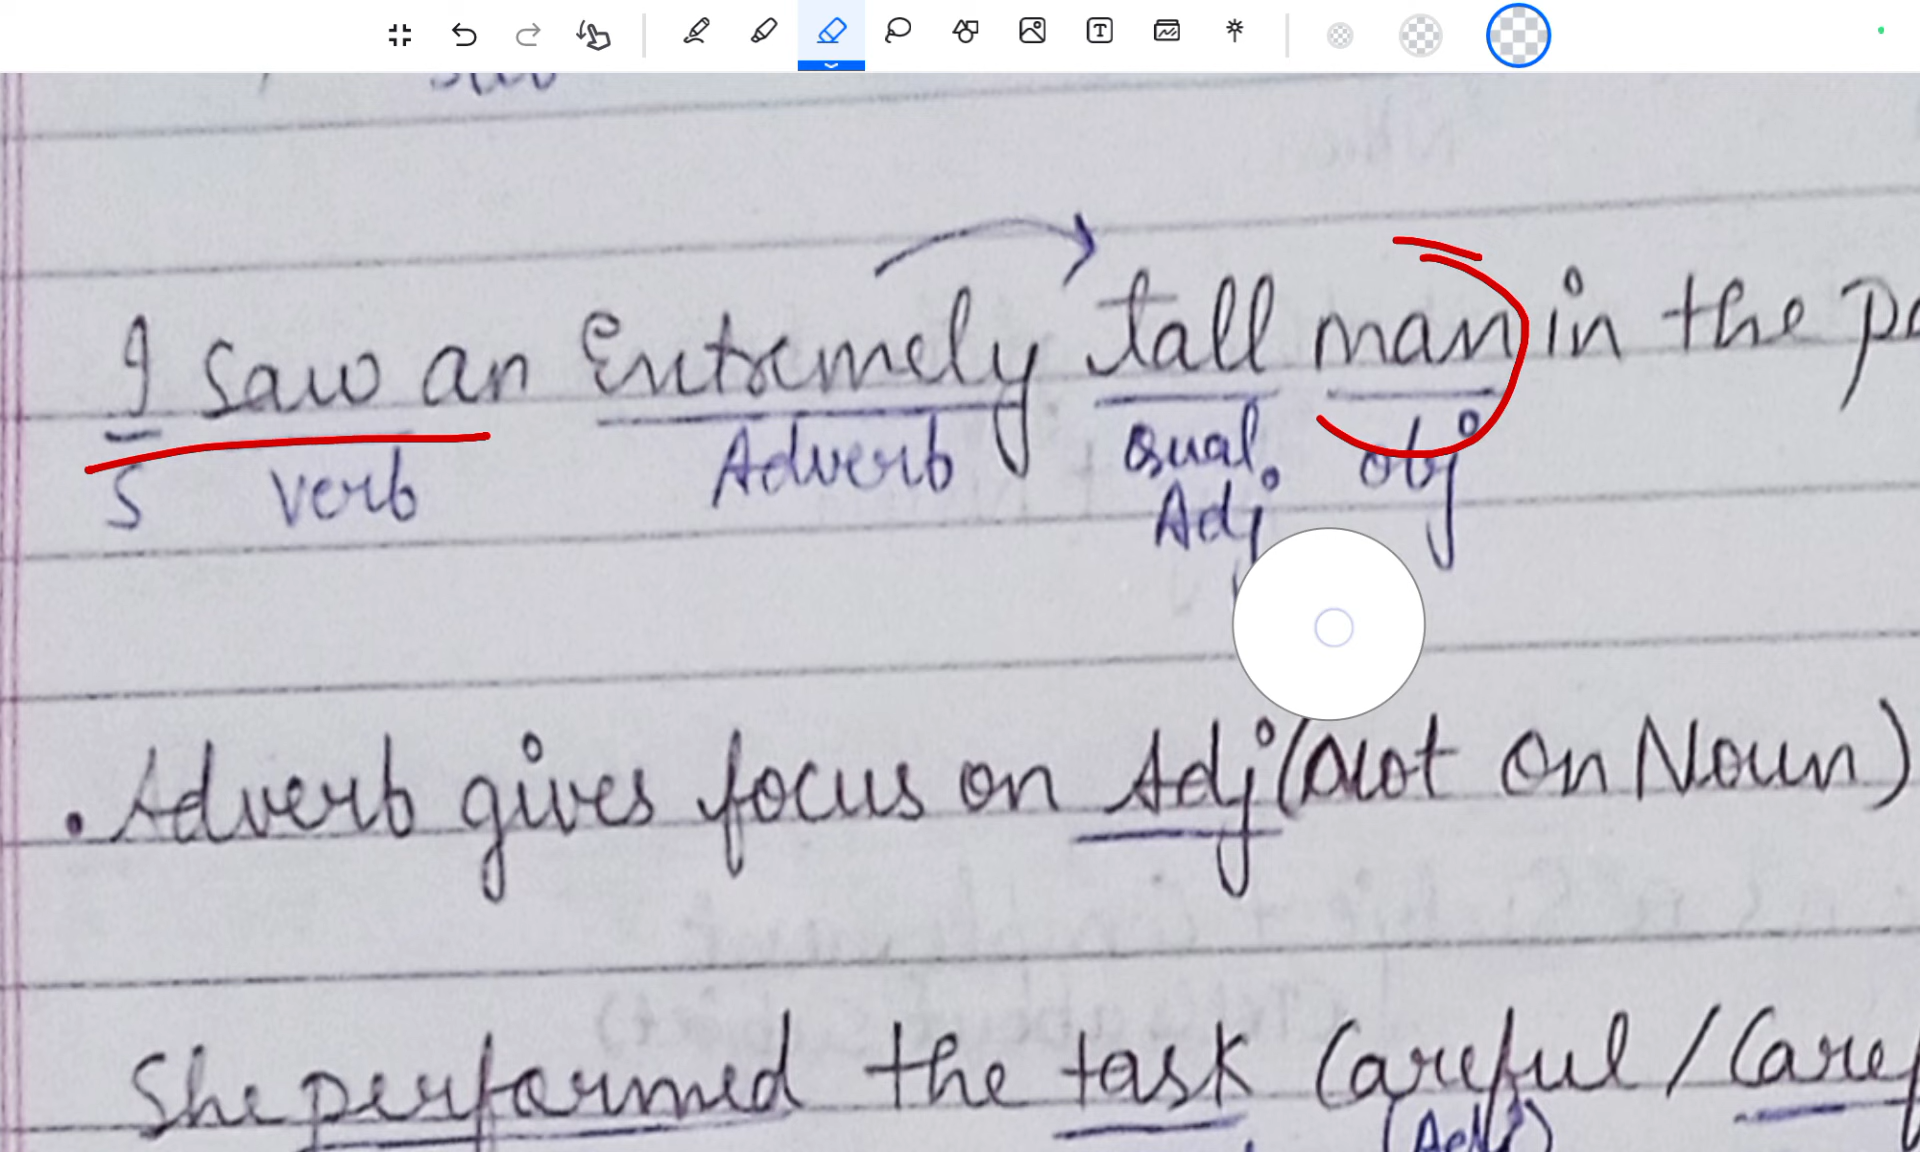 I saw an Extremely tall man in the
S verb Adverb Qual. obj
Adj
. Adverb gives focus on Adj (Not on Noun)
She performed the task Careful /
(Adj)